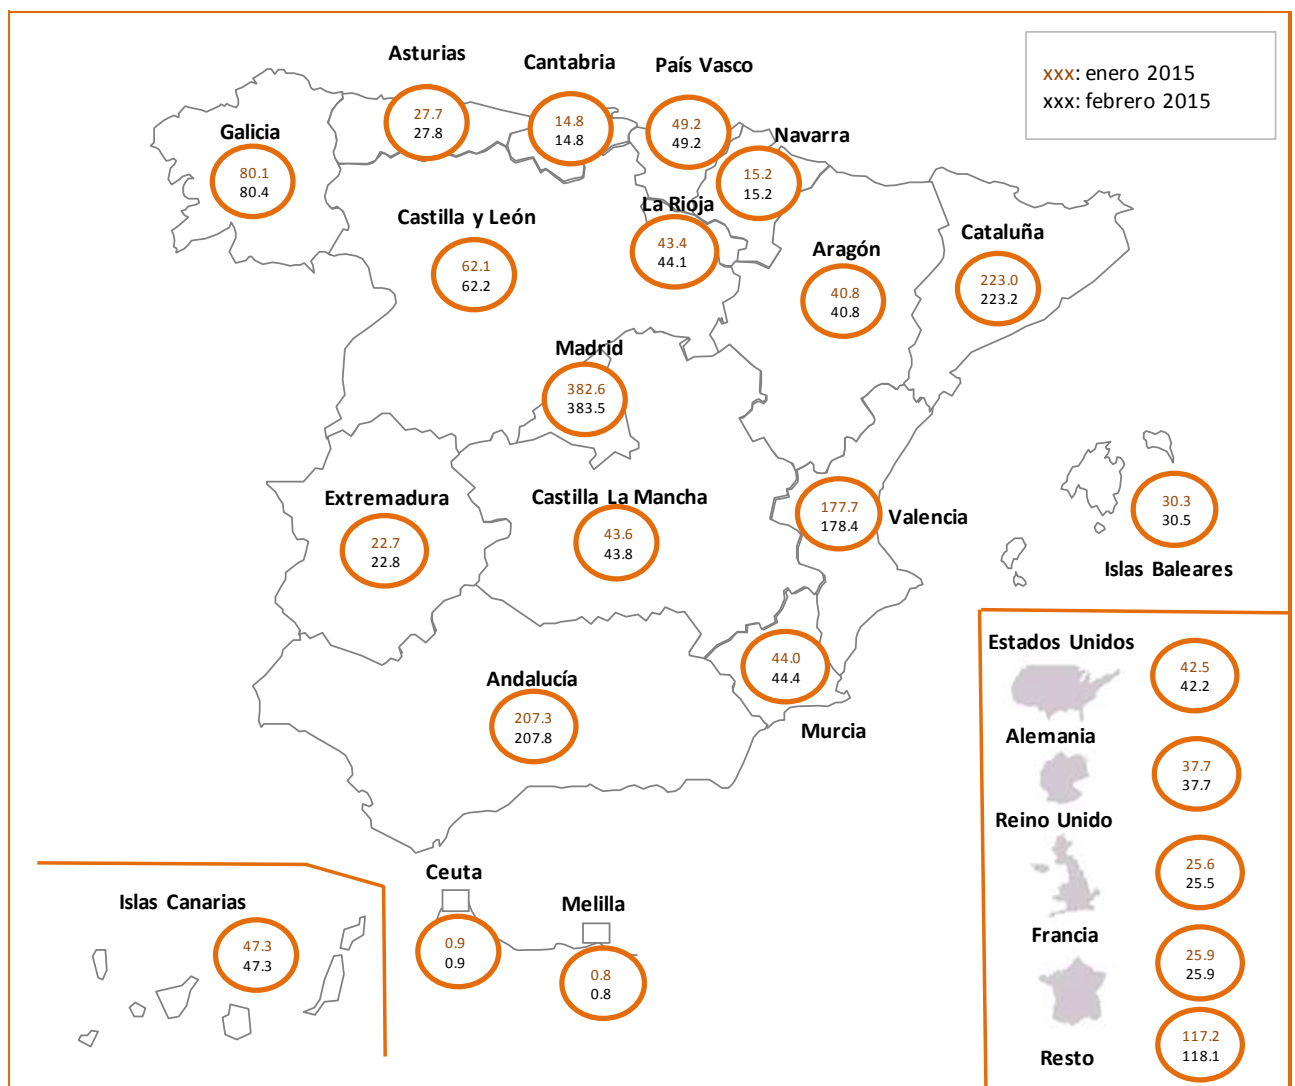 xxx: enero 2015
xxx: febrero 2015
Asturias
27.7
27.8
Cantabria
14.8
14.8
País Vasco
49.2
49.2
Navarra
15.2
15.2
Galicia
80.1
80.4
Castilla y León
62.1
62.2
La Rioja
43.4
44.1
Aragón
40.8
40.8
Cataluña
223.0
223.2
Madrid
382.6
383.5
Extremadura
22.7
22.8
Castilla La Mancha
43.6
43.8
177.7
178.4
Valencia
30.3
30.5
Islas Baleares
Andalucía
207.3
207.8
44.0
44.4
Murcia
Estados Unidos
42.5
42.2
Alemania
37.7
37.7
Reino Unido
25.6
25.5
Francia
25.9
25.9
Resto
117.2
118.1
Islas Canarias
47.3
47.3
Ceuta
0.9
0.9
Melilla
0.8
0.8